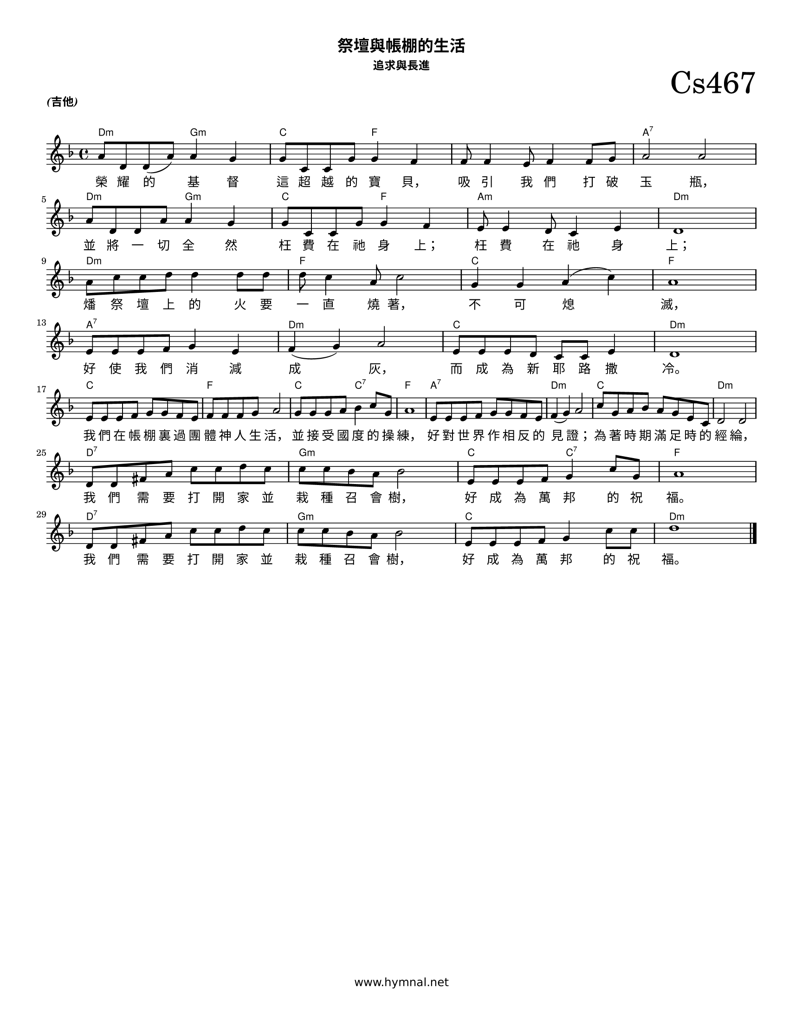 祭壇與帳棚的生活
追求與長進
Cs467
(吉他)
Dm Gm C F A7
榮 耀 的 基 督 這 超 越 的 寶 貝， 吸 引 我 們 打 破 玉 瓶，
5 Dm Gm C F Am Dm
並 將 一 切 全 然 枉 費 在 祂 身 上； 枉 費 在 祂 身 上；
9 Dm F C F
燔 祭 壇 上 的 火 要 一 直 燒 著， 不 可 熄 滅，
13 A7 Dm C Dm
好 使 我 們 消 減 成 灰， 而 成 為 新 耶 路 撒 冷。
17 C F C C7 F A7 Dm C Dm
我們在帳棚裏過團體神人生活，並接受國度的操練，好對世界作相反的見證；為著時期滿足時的經綸，
25 D7 Gm C C7 F
我 們 需 要 打 開 家 並 栽 種 召 會 樹， 好 成 為 萬 邦 的 祝 福。
29 D7 Gm C Dm
我 們 需 要 打 開 家 並 栽 種 召 會 樹， 好 成 為 萬 邦 的 祝 福。
www.hymnal.net